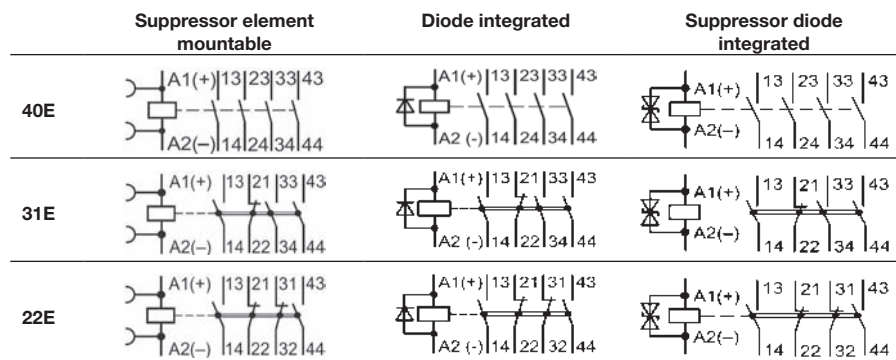 Suppressor element mountable Diode integrated Suppressor diode integrated
40E
A1(+) 13 23 33 43
A2(–) 14 24 34 44
A1(+) 13 23 33 43
A2 (-) 14 24 34 44
A1(+) 13 23 33 43
A2(–) 14 24 34 44
31E
A1(+) 13 21 33 43
A2(–) 14 22 34 44
A1(+) 13 21 33 43
A2 (-) 14 22 34 44
A1(+) 13 21 33 43
A2(–) 14 22 34 44
22E
A1(+) 13 21 31 43
A2(–) 14 22 32 44
A1(+) 13 21 31 43
A2 (-) 14 22 32 44
A1(+) 13 21 31 43
A2(–) 14 22 32 44